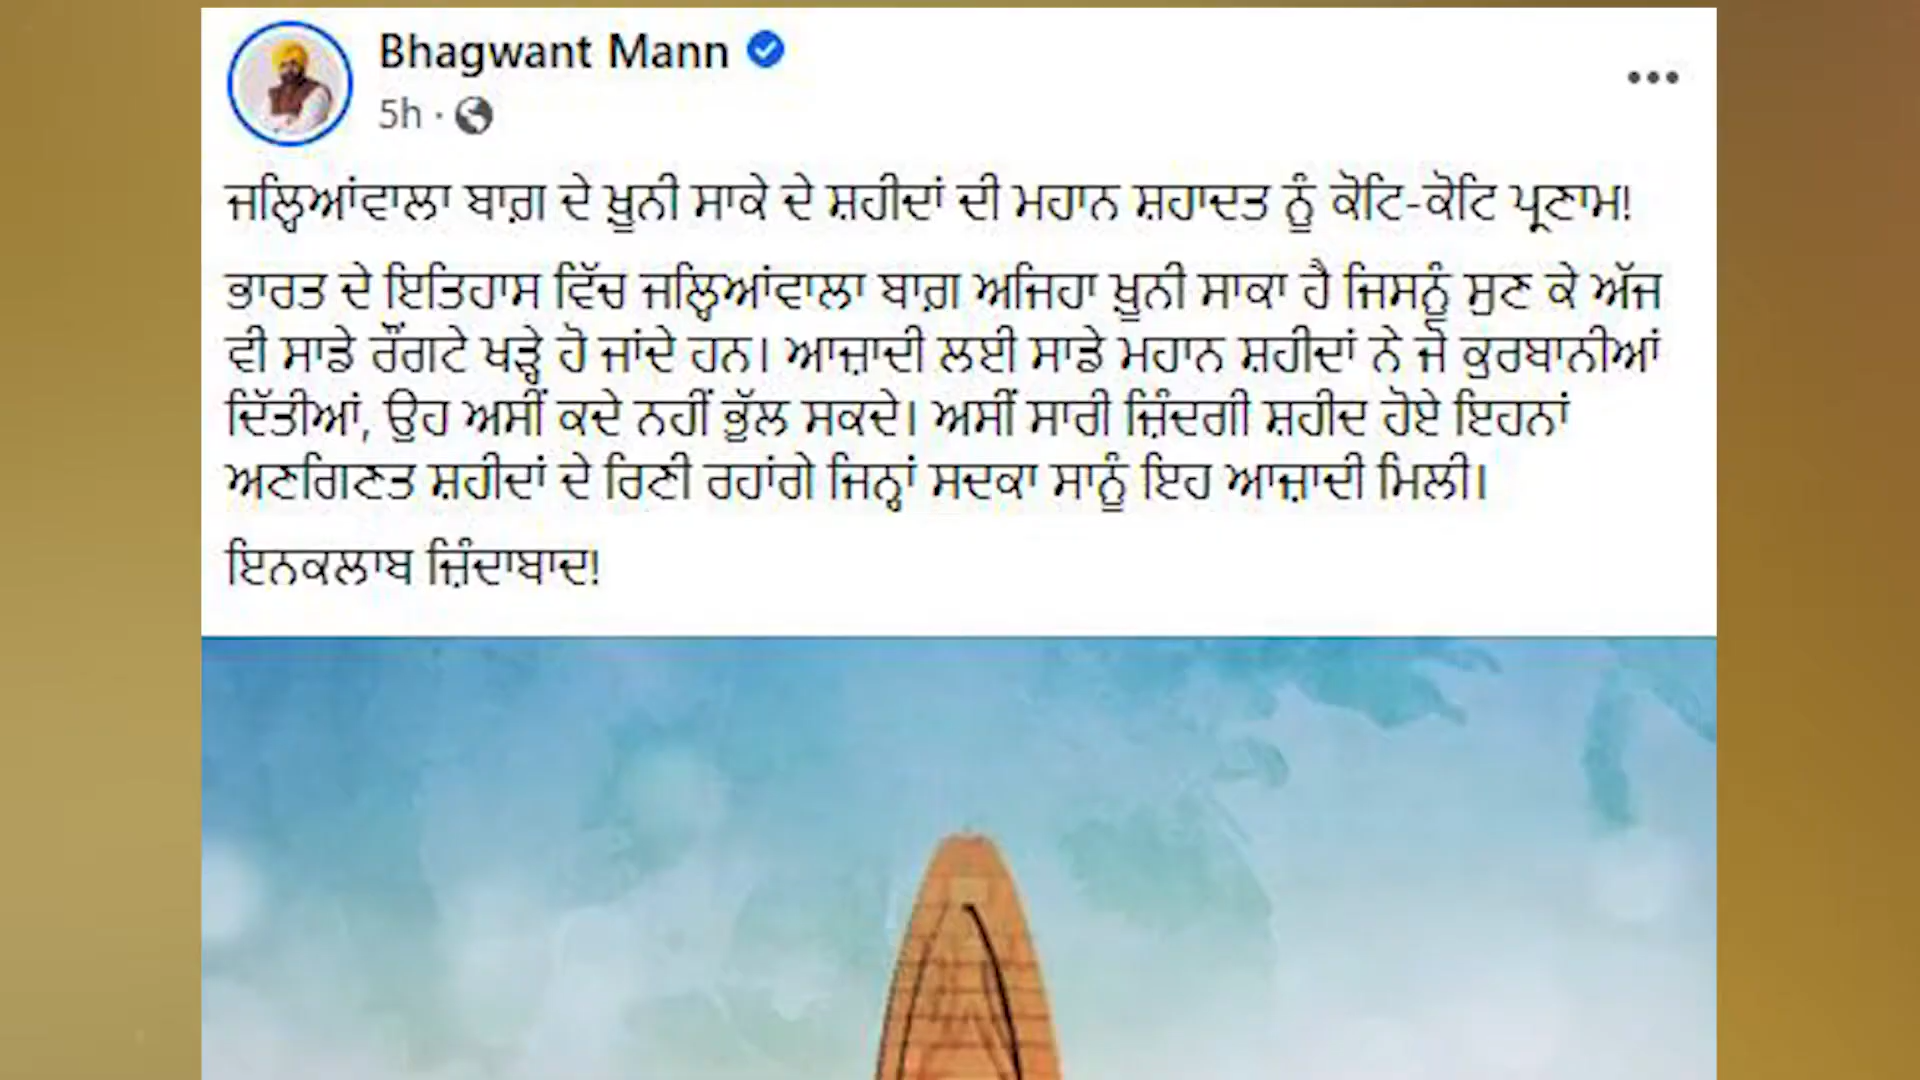 Bhagwant Mann
5h ·
ਜਲ੍ਹਿਆਂਵਾਲਾ ਬਾਗ਼ ਦੇ ਖ਼ੂਨੀ ਸਾਕੇ ਦੇ ਸ਼ਹੀਦਾਂ ਦੀ ਮਹਾਨ ਸ਼ਹਾਦਤ ਨੂੰ ਕੋਟਿ-ਕੋਟਿ ਪ੍ਰਣਾਮ!
ਭਾਰਤ ਦੇ ਇਤਿਹਾਸ ਵਿੱਚ ਜਲ੍ਹਿਆਂਵਾਲਾ ਬਾਗ਼ ਅਜਿਹਾ ਖ਼ੂਨੀ ਸਾਕਾ ਹੈ ਜਿਸਨੂੰ ਸੁਣ ਕੇ ਅੱਜ
ਵੀ ਸਾਡੇ ਰੌਂਗਟੇ ਖੜ੍ਹੇ ਹੋ ਜਾਂਦੇ ਹਨ। ਆਜ਼ਾਦੀ ਲਈ ਸਾਡੇ ਮਹਾਨ ਸ਼ਹੀਦਾਂ ਨੇ ਜੋ ਕੁਰਬਾਨੀਆਂ
ਦਿੱਤੀਆਂ, ਉਹ ਅਸੀਂ ਕਦੇ ਨਹੀਂ ਭੁੱਲ ਸਕਦੇ। ਅਸੀਂ ਸਾਰੀ ਜ਼ਿੰਦਗੀ ਸ਼ਹੀਦ ਹੋਏ ਇਹਨਾਂ
ਅਣਗਿਣਤ ਸ਼ਹੀਦਾਂ ਦੇ ਰਿਣੀ ਰਹਾਂਗੇ ਜਿਨ੍ਹਾਂ ਸਦਕਾ ਸਾਨੂੰ ਇਹ ਆਜ਼ਾਦੀ ਮਿਲੀ।
ਇਨਕਲਾਬ ਜ਼ਿੰਦਾਬਾਦ!